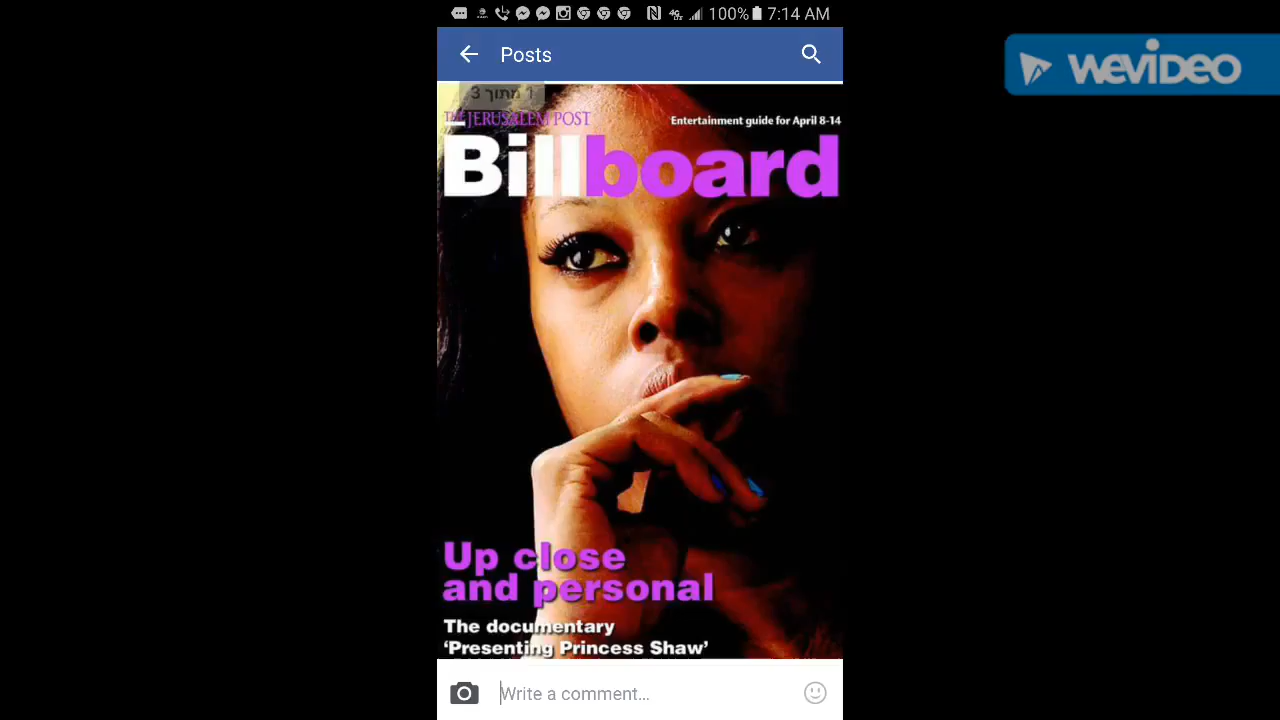 100% 7:14 AM
WEVIDEO
Posts
1 מתוך 3
THE JERUSALEM POST
Entertainment guide for April 8-14
Billboard
Up close
and personal
The documentary
‘Presenting Princess Shaw’
Write a comment...